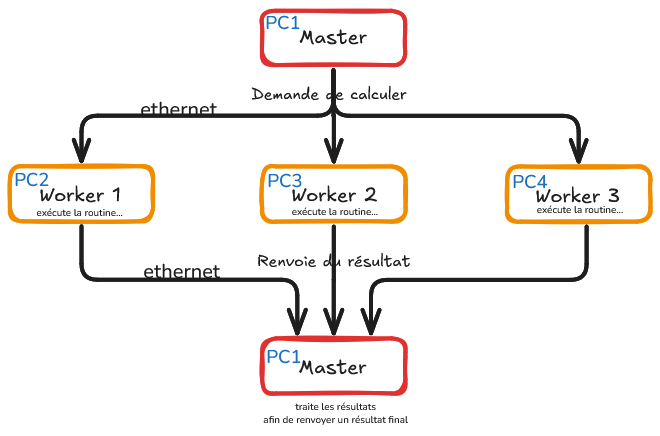 PC1
Master
Demande de calculer
ethernet
PC2
Worker 1
exécute la routine...
PC3
Worker 2
exécute la routine...
PC4
Worker 3
exécute la routine...
Renvoie du résultat
ethernet
PC1
Master
traite les résultats
afin de renvoyer un résultat final